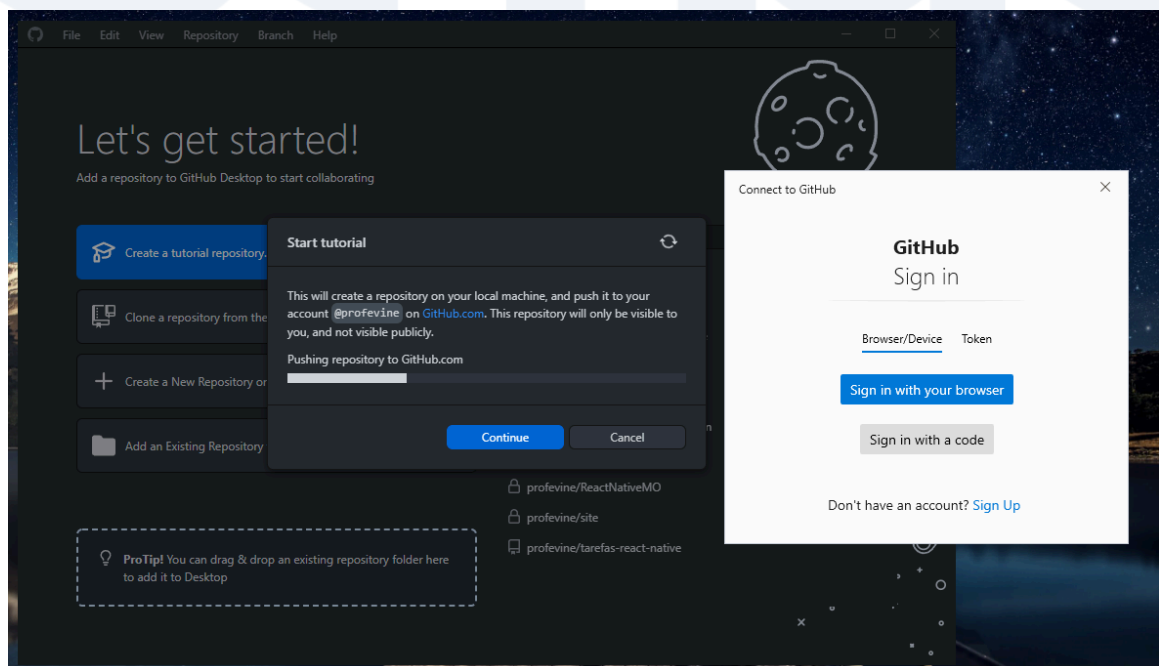 File Edit View Repository Branch Help
Let's get started!
Add a repository to GitHub Desktop to start collaborating
Create a tutorial repository.
Clone a repository from the
Create a New Repository or
Add an Existing Repository
ProTip! You can drag & drop an existing repository folder here
to add it to Desktop
Start tutorial
This will create a repository on your local machine, and push it to your
account @profevine on GitHub.com. This repository will only be visible to
you, and not visible publicly.
Pushing repository to GitHub.com
Continue Cancel
n
profevine/ReactNativeMO
profevine/site
profevine/tarefas-react-native
Connect to GitHub
GitHub
Sign in
Browser/Device Token
Sign in with your browser
Sign in with a code
Don't have an account? Sign Up